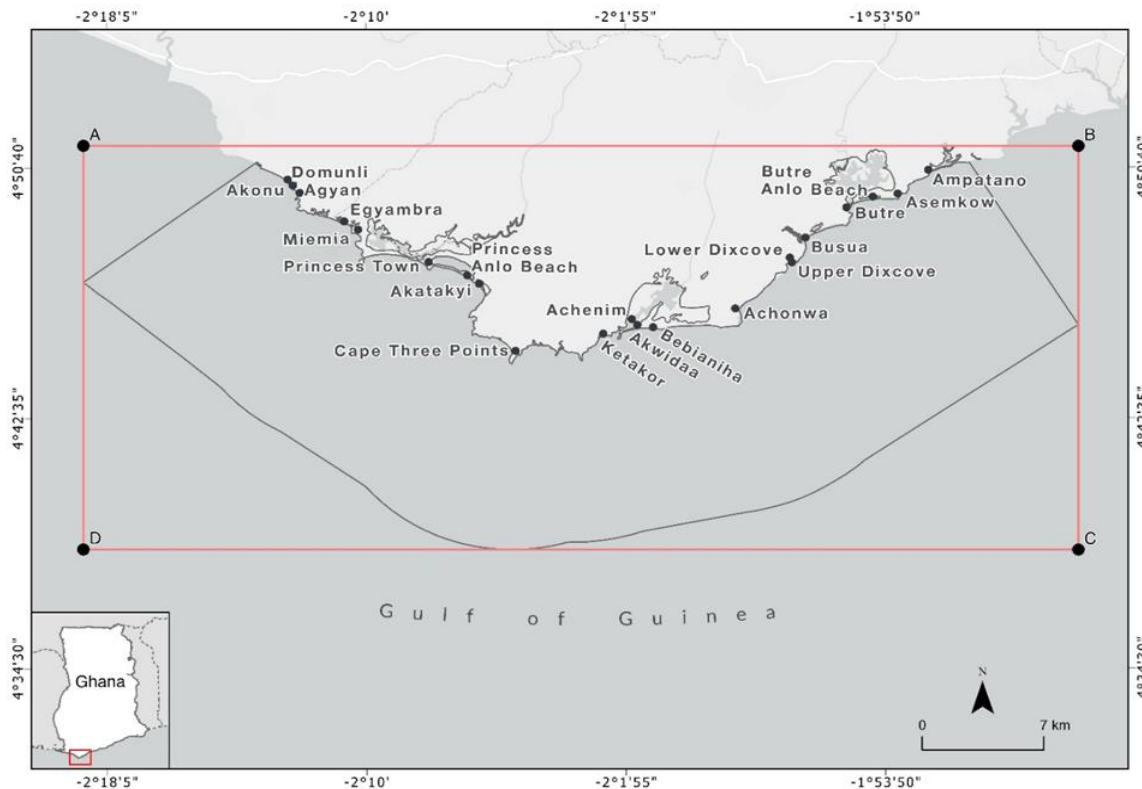 -2°18'5"
-2°10'
-2°1'55"
-1°53'50"
A
B
4°50'40"
4°50'40"
Domunli
Akonu
Agyan
Egyambra
Miemia
Princess Town
Princess
Anlo Beach
Akatakyi
Cape Three Points
Achenim
Ketakor
Akwidaa
Bebianiha
Achonwa
Lower Dixcove
Upper Dixcove
Busua
Butre
Butre
Anlo Beach
Asemkow
Ampatano
4°42'35"
4°42'35"
D
C
Gulf of Guinea
4°34'30"
4°34'30"
Ghana
N
0
7 km
-2°18'5"
-2°10'
-2°1'55"
-1°53'50"